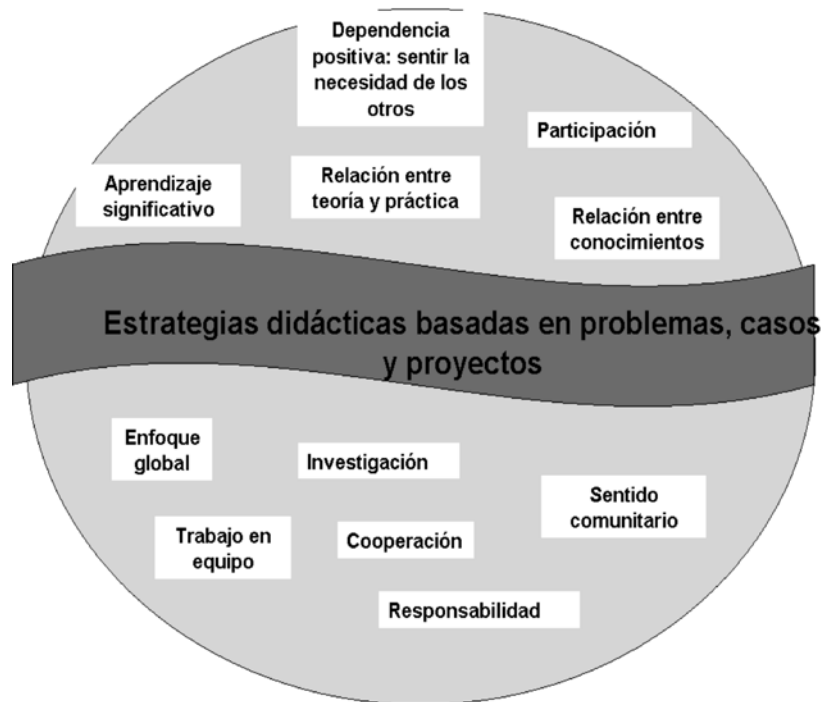 Dependencia
positiva: sentir la
necesidad de los
otros
Participación
Aprendizaje
significativo
Relación entre
teoría y práctica
Relación entre
conocimientos
Estrategias didácticas basadas en problemas, casos
y proyectos
Enfoque
global
Investigación
Sentido
comunitario
Trabajo en
equipo
Cooperación
Responsabilidad